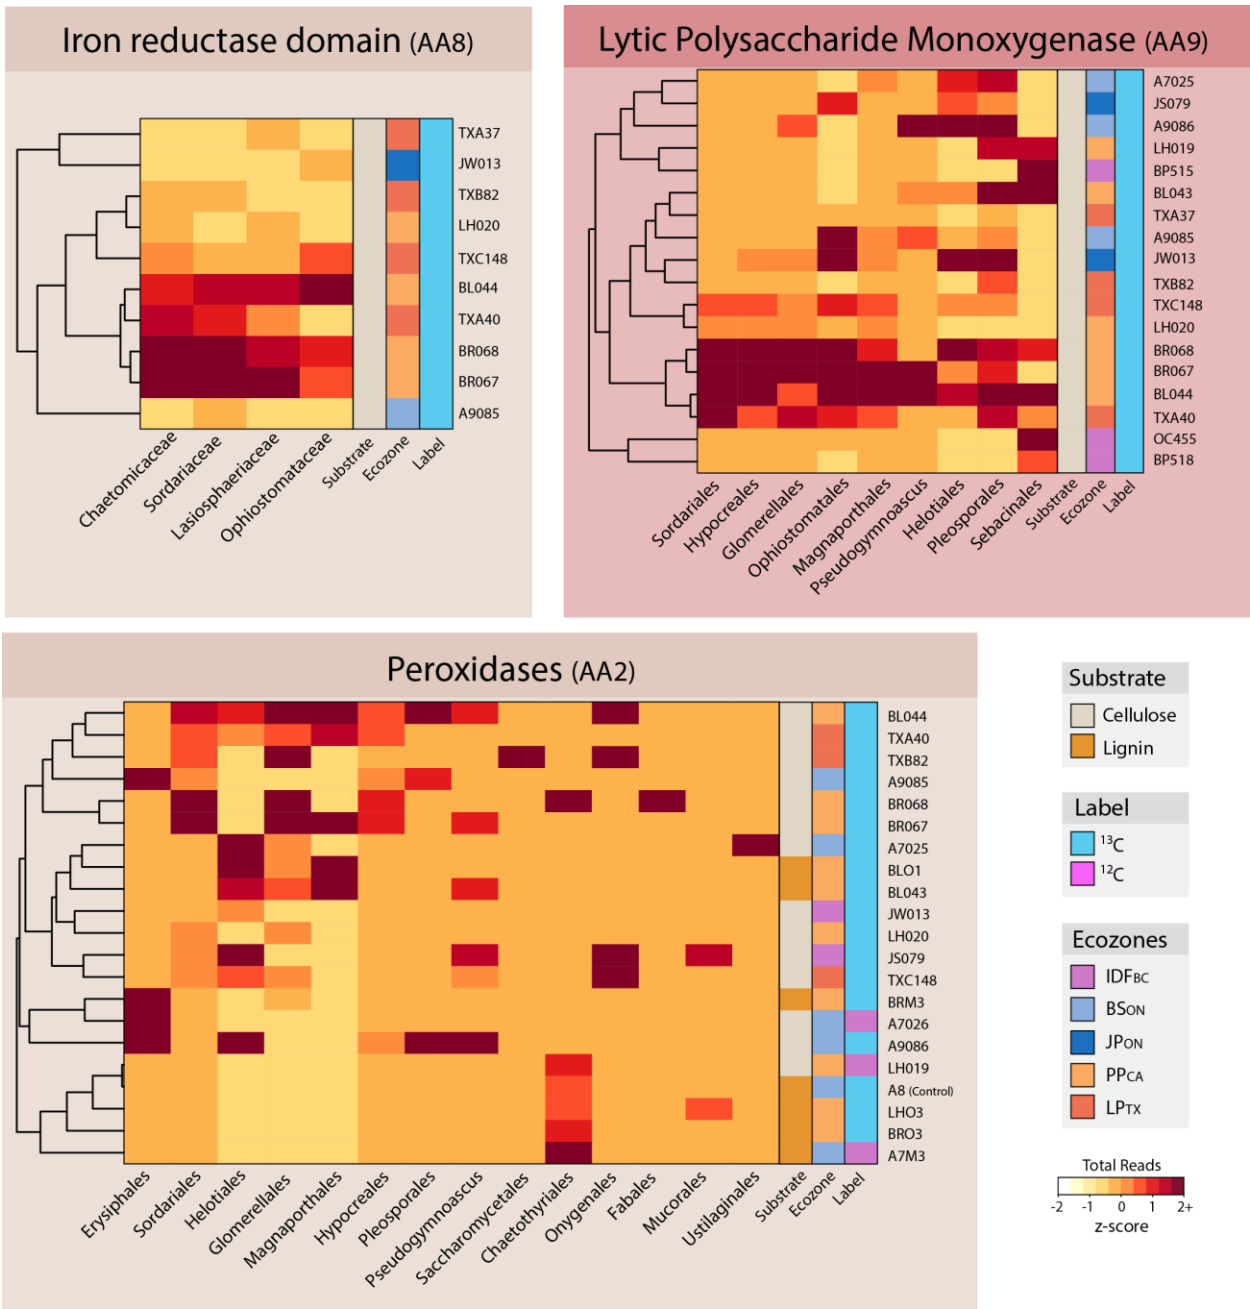 Iron reductase domain (AA8)
TXA37
JW013
TXB82
LH020
TXC148
BL044
TXA40
BR068
BR067
A9085
Chaetomicaceae
Sordariaceae
Lasiosphaeriaceae
Ophiostomataceae
Substrate
Ecozone
Label
Lytic Polysaccharide Monoxygenase (AA9)
A7025
JS079
A9086
LH019
BP515
BL043
TXA37
A9085
JW013
TXB82
TXC148
LH020
BR068
BR067
BL044
TXA40
OC455
BP518
Sordariales
Hypocreales
Glomerellales
Ophiostomatales
Magnaporthales
Pseudogymnoascus
Helotiales
Pleosporales
Sebacinales
Substrate
Ecozone
Label
Peroxidases (AA2)
BL044
TXA40
TXB82
A9085
BR068
BR067
A7025
BLO1
BL043
JW013
LH020
JS079
TXC148
BRM3
A7026
A9086
LH019
A8 (Control)
LHO3
BRO3
A7M3
Erysiphales
Sordariales
Helotiales
Glomerellales
Magnaporthales
Hypocreales
Pleosporales
Pseudogymnoascus
Saccharomycetales
Chaetothyriales
Onygenales
Fabales
Mucorales
Ustilaginales
Substrate
Ecozone
Label
Substrate
Cellulose
Lignin
Label
¹³C
¹²C
Ecozones
IDFBC
BSON
JPON
PPCA
LPTX
Total Reads
-2 -1 0 1 2+
z-score